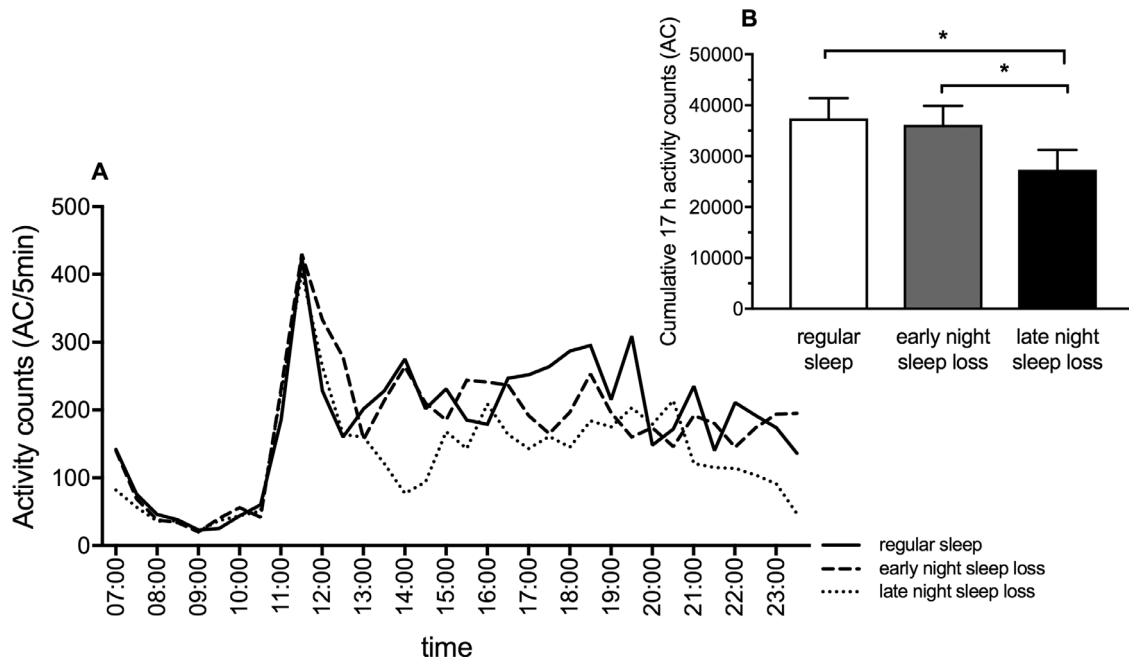 B
Cumulative 17 h activity counts (AC)
50000
40000
30000
20000
10000
0
*
*
regular
sleep
early night
sleep loss
late night
sleep loss
A
Activity counts (AC/5min)
500
400
300
200
100
0
07:00
08:00
09:00
10:00
11:00
12:00
13:00
14:00
15:00
16:00
17:00
18:00
19:00
20:00
21:00
22:00
23:00
time
regular sleep
early night sleep loss
late night sleep loss